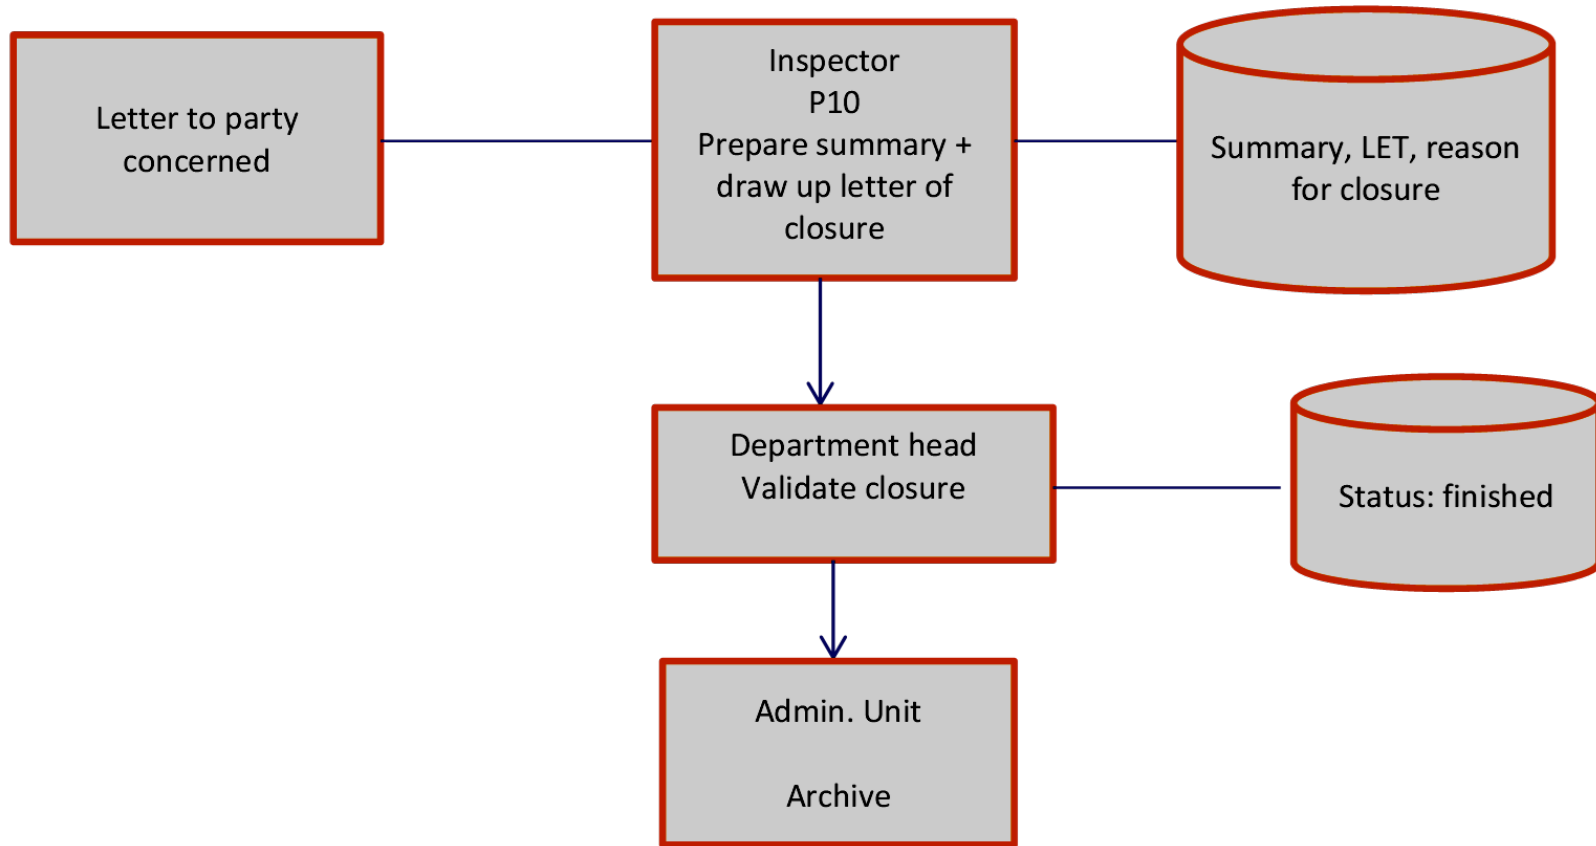 Letter to party
concerned
Inspector
P10
Prepare summary +
draw up letter of
closure
Summary, LET, reason
for closure
Department head
Validate closure
Status: finished
Admin. Unit
Archive